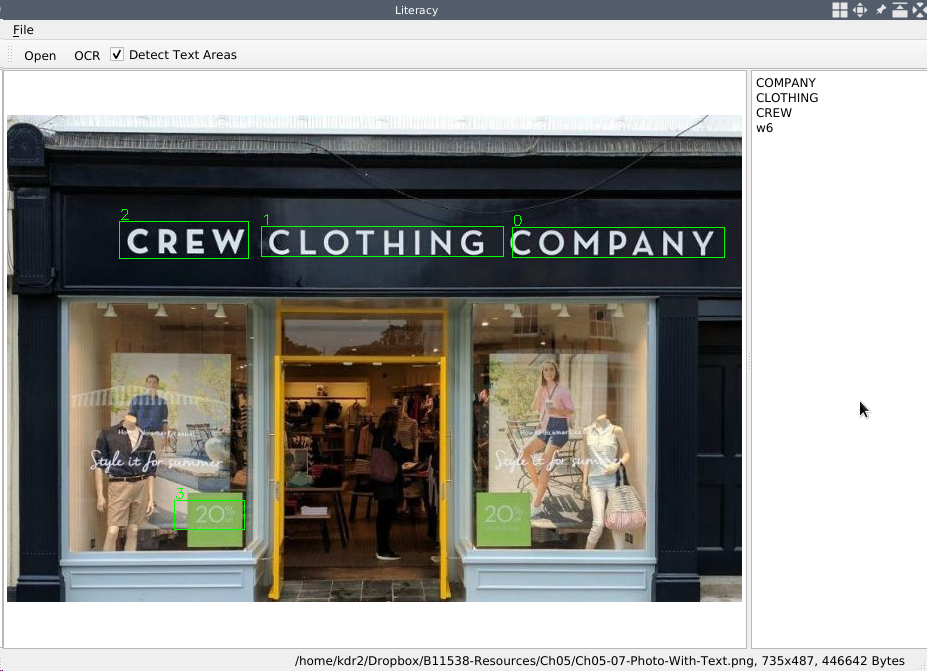 Literacy
File
Open OCR Detect Text Areas
COMPANY
CLOTHING
CREW
w6
2 1 0
CREW CLOTHING COMPANY
Style it for summer
Style it for summer
3
20%
20%
/home/kdr2/Dropbox/B11538-Resources/Ch05/Ch05-07-Photo-With-Text.png, 735x487, 446642 Bytes